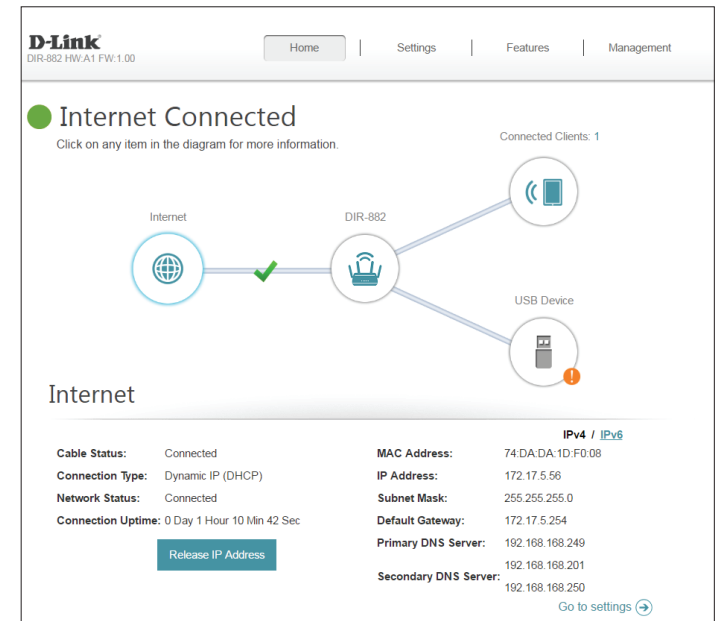 D-Link
DIR-882 HW:A1 FW:1.00
Home
Settings
Features
Management
Internet Connected
Click on any item in the diagram for more information.
Connected Clients: 1
Internet
DIR-882
USB Device
Internet
IPv4 / IPv6
Cable Status: Connected
Connection Type: Dynamic IP (DHCP)
Network Status: Connected
Connection Uptime: 0 Day 1 Hour 10 Min 42 Sec
Release IP Address
MAC Address: 74:DA:DA:1D:F0:08
IP Address: 172.17.5.56
Subnet Mask: 255.255.255.0
Default Gateway: 172.17.5.254
Primary DNS Server: 192.168.168.249
Secondary DNS Server: 192.168.168.201
192.168.168.250
Go to settings